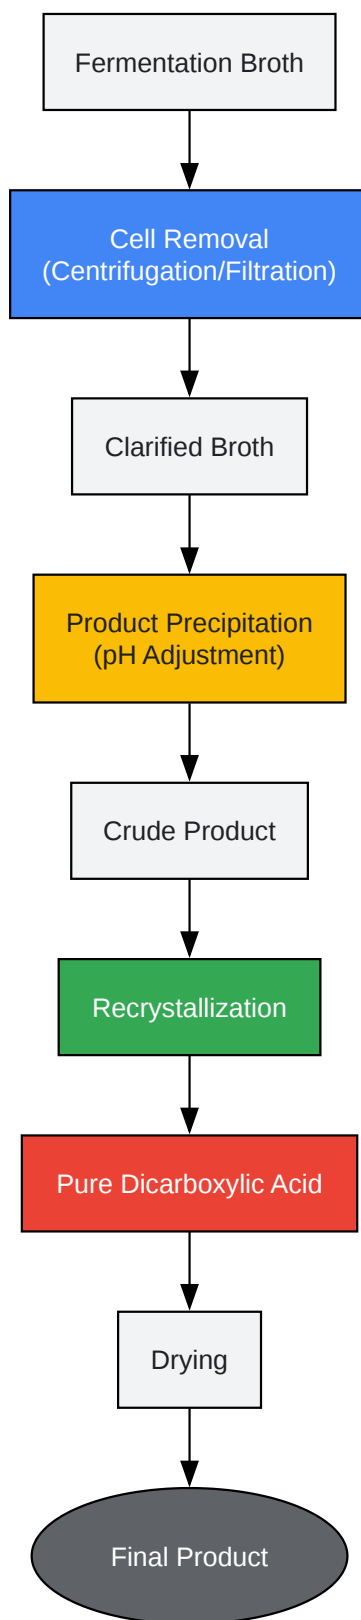 Fermentation Broth
Cell Removal
(Centrifugation/Filtration)
Clarified Broth
Product Precipitation
(pH Adjustment)
Crude Product
Recrystallization
Pure Dicarboxylic Acid
Drying
Final Product